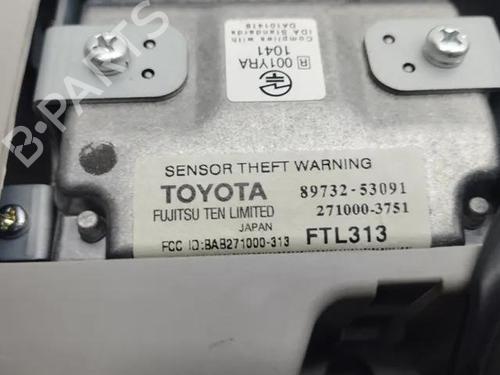 Complies with
IDA Standards
DA101419
R 001YRA
1041
SENSOR THEFT WARNING
TOYOTA 89732-53091
FUJITSU TEN LIMITED 271000-3751
JAPAN
FCC ID:BAB271000-313 FTL313
B-PARTS